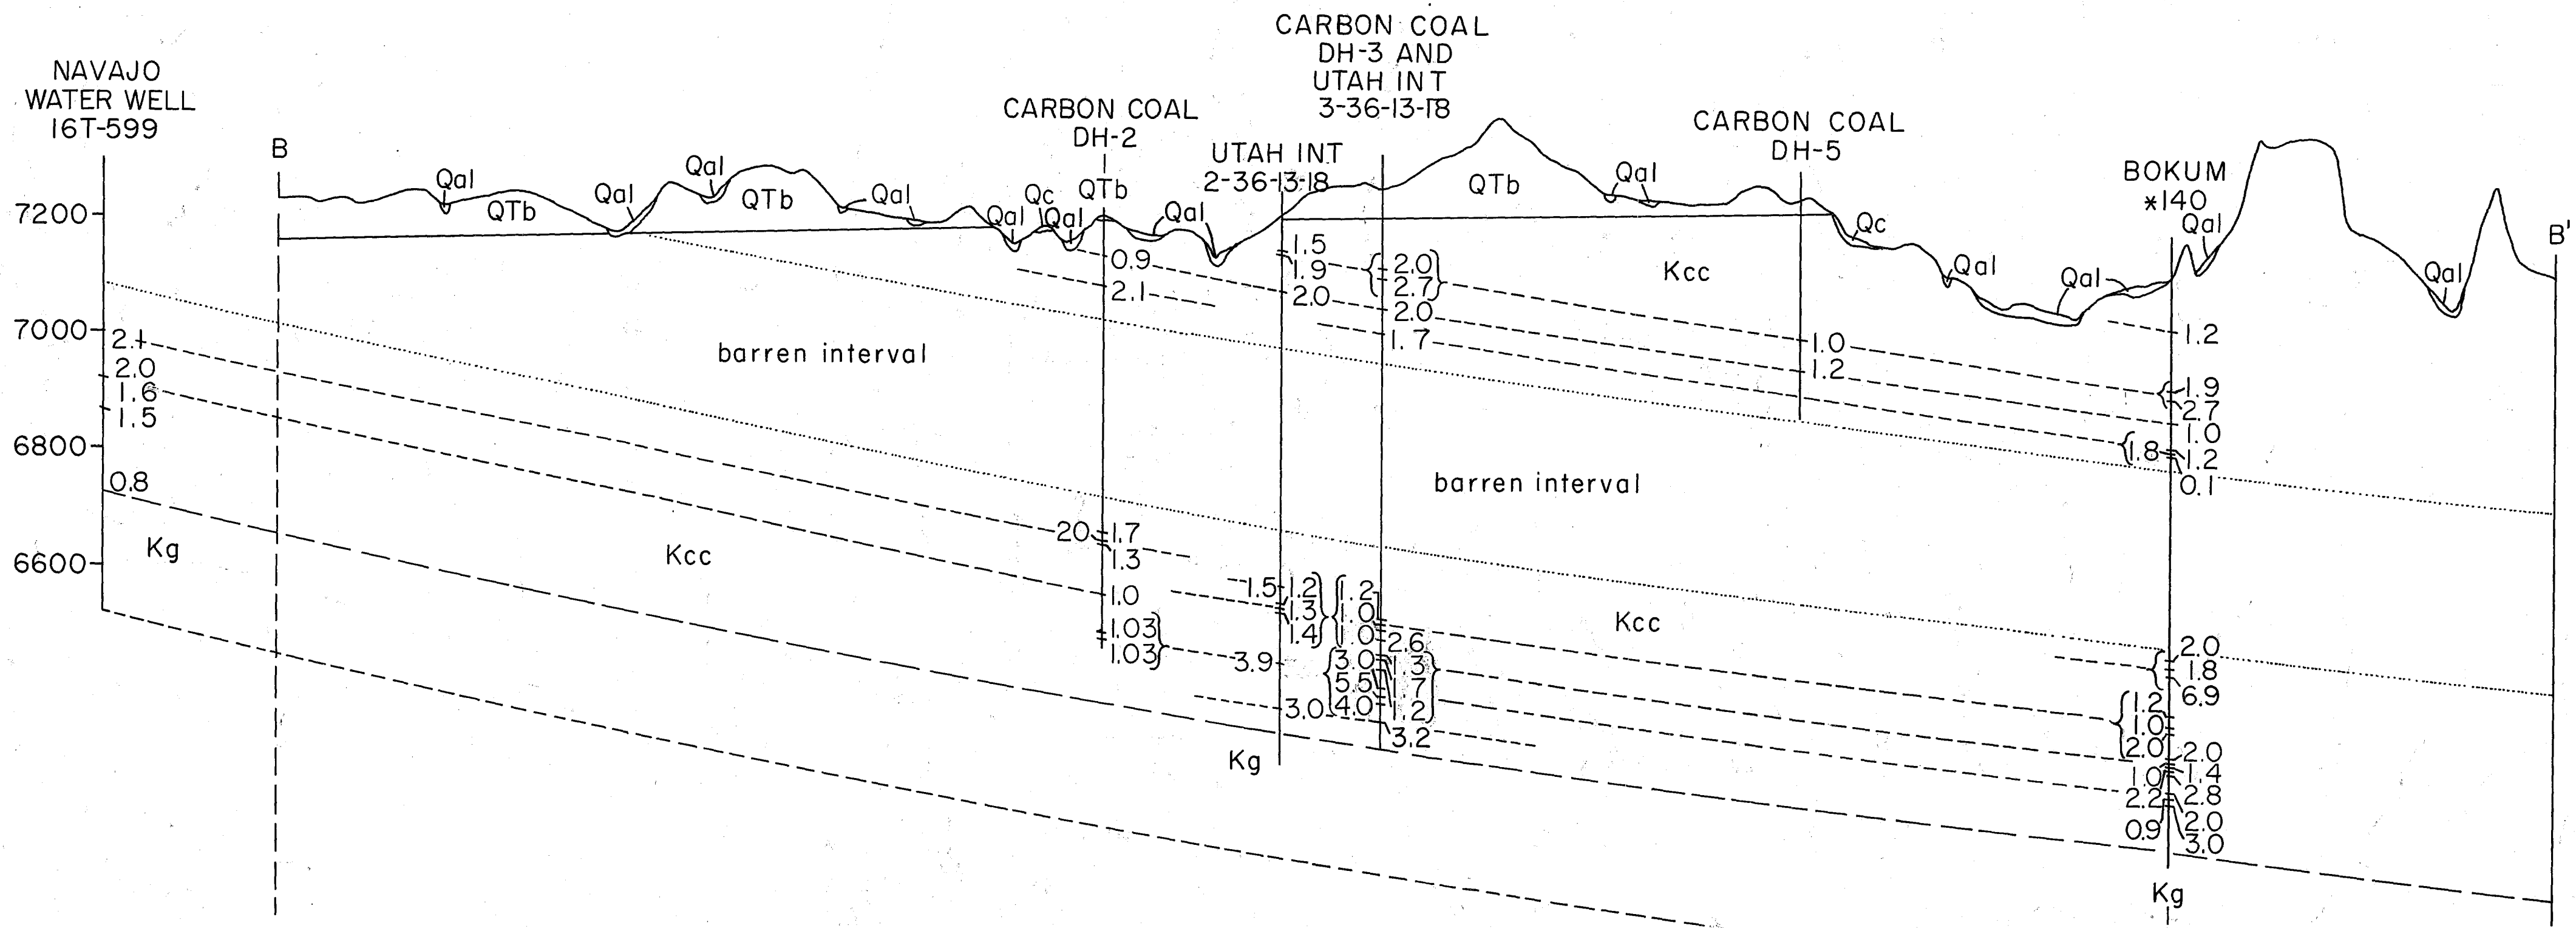 CARBON COAL
DH-3 AND
UTAH INT
3-36-13-18
NAVAJO
WATER WELL
16T-599
CARBON COAL
DH-2
CARBON COAL
DH-5
UTAH INT
2-36-13-18
BOKUM
*140
B
B'
Qal
QTb
Qal
Qal
QTb
Qal
Qal
Qc
Qal
QTb
Qal
QTb
Qal
Qc
Qal
Qal
Qal
Qal
7200
7000
6800
6600
2.+
2.0
1.6
1.5
0.8
Kg
barren interval
Kcc
0.9
2.1
20
1.7
1.3
1.0
1.03
1.03
1.5
1.9
2.0
1.5
1.2
1.3
1.4
3.9
3.0
Kg
2.0
2.7
2.0
1.7
1.2
1.0
1.0
2.6
3.0
5.5
4.0
1.3
1.7
1.2
3.2
Kcc
barren interval
Kcc
1.0
1.2
1.2
1.9
2.7
1.0
1.8
1.2
0.1
2.0
1.8
6.9
1.2
1.0
2.0
2.0
1.0
1.4
2.2
2.8
0.9
2.0
3.0
Kg